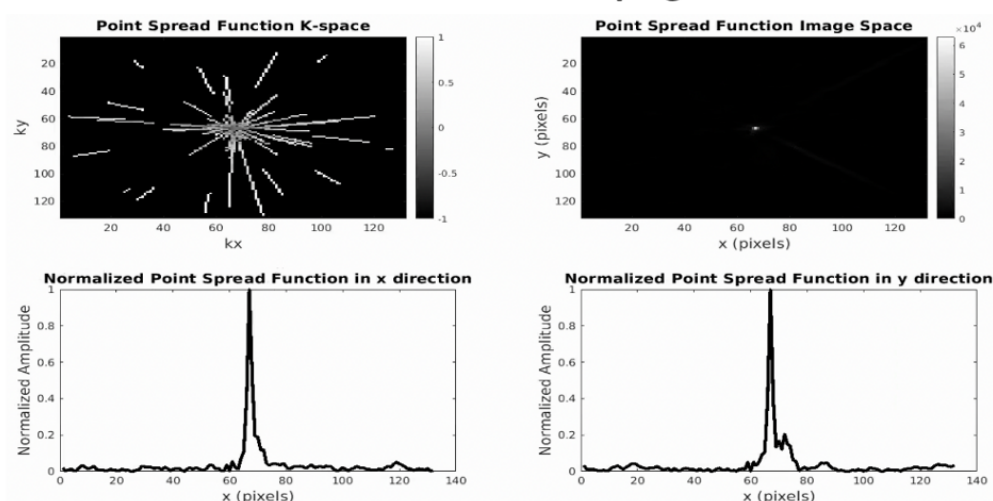 Point Spread Function K-space
1
0.5
0
-0.5
-1
20
40
60
80
100
120
ky
20 40 60 80 100 120
kx
Point Spread Function Image Space
×10⁴
6
5
4
3
2
1
0
20
40
60
80
100
120
y (pixels)
20 40 60 80 100 120
x (pixels)
Normalized Point Spread Function in x direction
1
0.8
0.6
0.4
0.2
0
Normalized Amplitude
0 20 40 60 80 100 120 140
x (pixels)
Normalized Point Spread Function in y direction
1
0.8
0.6
0.4
0.2
0
Normalized Amplitude
0 20 40 60 80 100 120 140
x (pixels)